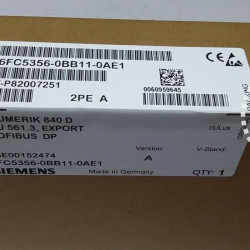 6FC5356-0BB11-0AE1
-P82007251
2PE A
0060959645
UMERIK 840 D
U 561.3, EXPORT
OFIBUS DP
cULus
Version:
A
V-Stand:
E00152474
FC5356-0BB11-0AE1
SIEMENS
Made in Germany
QTY: 1